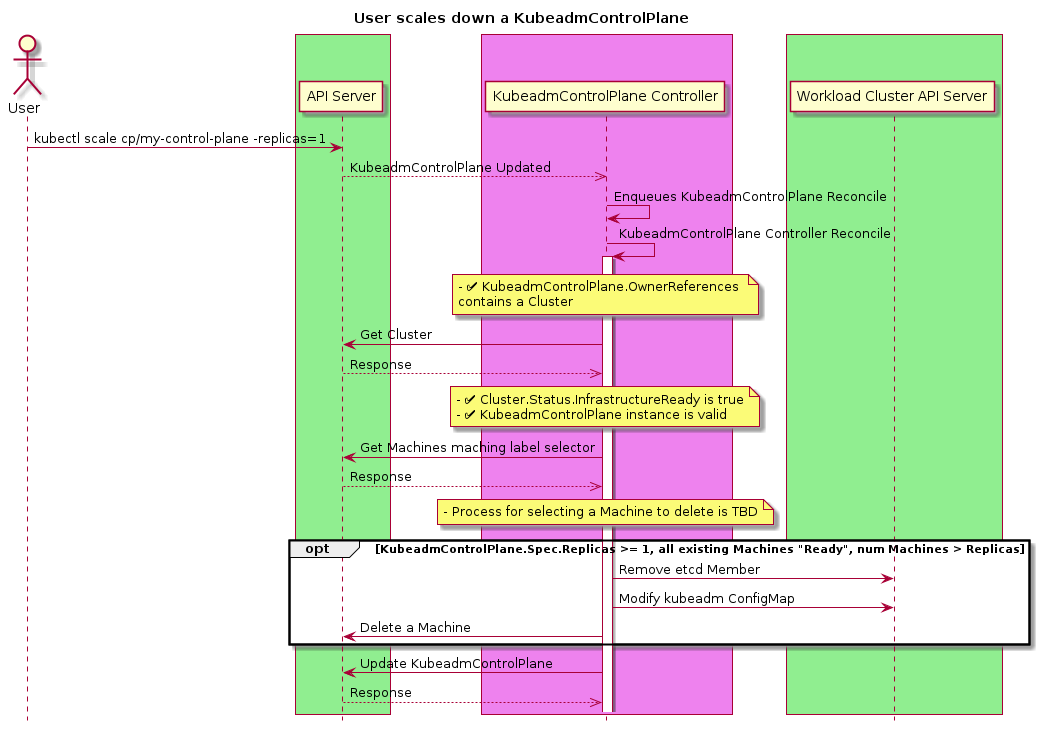 User scales down a KubeadmControlPlane
User
API Server
KubeadmControlPlane Controller
Workload Cluster API Server
kubectl scale cp/my-control-plane -replicas=1
KubeadmControlPlane Updated
Enqueues KubeadmControlPlane Reconcile
KubeadmControlPlane Controller Reconcile
- ✔ KubeadmControlPlane.OwnerReferences
contains a Cluster
Get Cluster
Response
- ✔ Cluster.Status.InfrastructureReady is true
- ✔ KubeadmControlPlane instance is valid
Get Machines maching label selector
Response
- Process for selecting a Machine to delete is TBD
opt [KubeadmControlPlane.Spec.Replicas >= 1, all existing Machines "Ready", num Machines > Replicas]
Remove etcd Member
Modify kubeadm ConfigMap
Delete a Machine
Update KubeadmControlPlane
Response